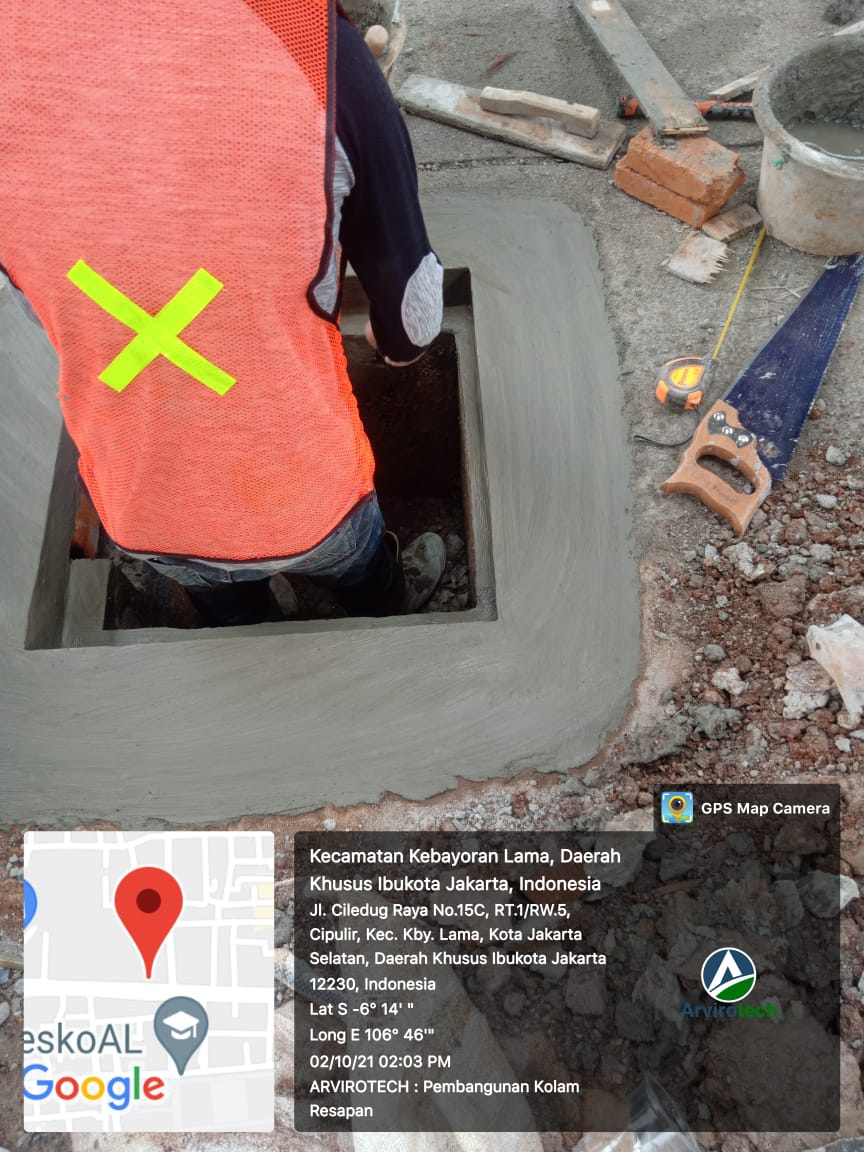 GPS Map Camera
Kecamatan Kebayoran Lama, Daerah
Khusus Ibukota Jakarta, Indonesia
Jl. Ciledug Raya No.15C, RT.1/RW.5,
Cipulir, Kec. Kby. Lama, Kota Jakarta
Selatan, Daerah Khusus Ibukota Jakarta
12230, Indonesia
Lat S -6° 14' "
Long E 106° 46'"
02/10/21 02:03 PM
ARVIROTECH : Pembangunan Kolam
Resapan
Arvirotech
eskoAL
Google